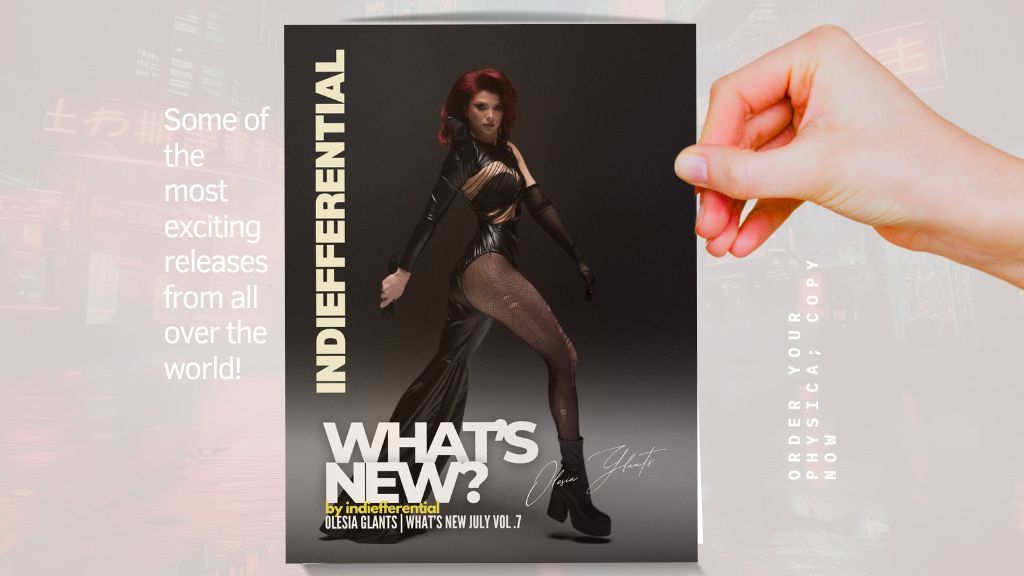 Some of
the
most
exciting
releases
from all
over the
world!
INDIEFFERENTIAL
WHAT'S
NEW?
by indiefferential
OLESIA GLANTS | WHAT'S NEW JULY VOL .7
Olesia Glants
ORDER YOUR
PHYSICA; COPY
NOW